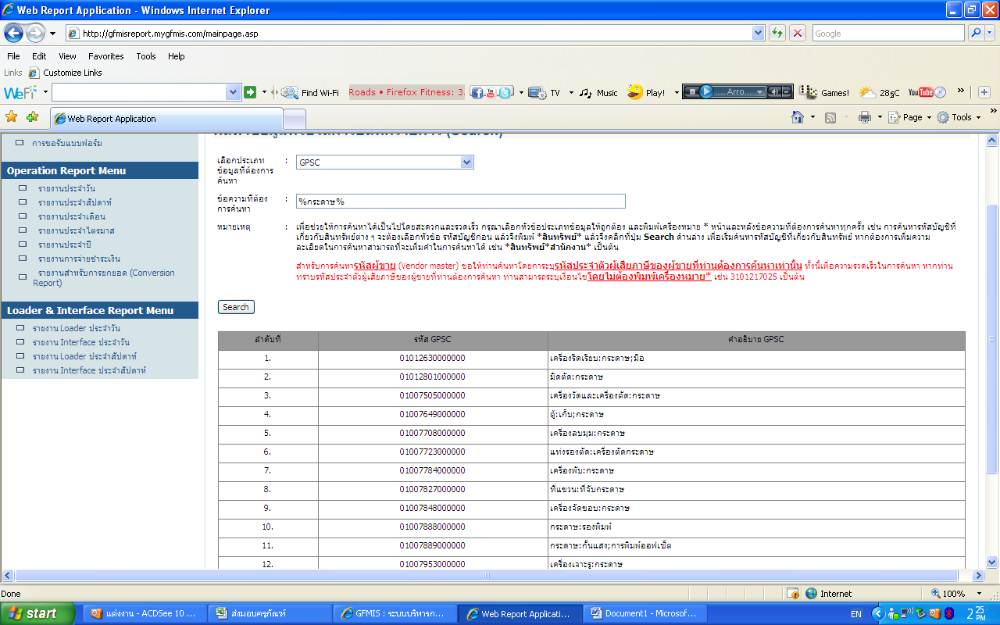 Web Report Application - Windows Internet Explorer
http://gfmisreport.mygfmis.com/mainpage.asp
Google
File Edit View Favorites Tools Help
Links Customize Links
WeFi Find Wi-Fi Roads • Firefox Fitness: 3. TV Music Play! ..... Arro... Games! 28§C YouTube »
Web Report Application Page Tools »
การขอรับแบบฟอร์ม
Operation Report Menu
รายงานประจำวัน
รายงานประจำสัปดาห์
รายงานประจำเดือน
รายงานประจำไตรมาส
รายงานประจำปี
รายงานการจ่ายชำระเงิน
รายงานสำหรับการยกยอด (Conversion
Report)
Loader & Interface Report Menu
รายงาน Loader ประจำวัน
รายงาน Interface ประจำวัน
รายงาน Loader ประจำสัปดาห์
รายงาน Interface ประจำสัปดาห์
(Search)
เลือกประเภท : GPSC
ข้อมูลที่ต้องการ
ค้นหา
ข้อความที่ต้อง : %กระดาษ%
การค้นหา
หมายเหตุ : เพื่อช่วยให้การค้นหาได้เป็นไปโดยสะดวกและรวดเร็ว กรุณาเลือกหัวข้อประเภทข้อมูลให้ถูกต้อง และพิมพ์เครื่องหมาย * หน้าและหลังข้อความที่ต้องการค้นหาทุกครั้ง เช่น การค้นหารหัสบัญชีที่
เกี่ยวกับสินทรัพย์ต่าง ๆ จะต้องเลือกหัวข้อ รหัสบัญชีก่อน แล้วจึงพิมพ์ *สินทรัพย์* แล้วจึงคลิกที่ปุ่ม Search ด้านล่าง เพื่อเริ่มค้นหารหัสบัญชีที่เกี่ยวกับสินทรัพย์ หากต้องการเพิ่มความ
ละเอียดในการค้นหาสามารถที่จะเพิ่มคำในการค้นหาได้ เช่น *สินทรัพย์*สำนักงาน* เป็นต้น
สำหรับการค้นหารหัสผู้ขาย (Vendor master) ขอให้ท่านค้นหาโดยการระบุรหัสประจำตัวผู้เสียภาษีของผู้ขายที่ท่านต้องการค้นหาเท่านั้น ทั้งนี้เพื่อความรวดเร็วในการค้นหา หากท่าน
ทราบรหัสประจำตัวผู้เสียภาษีของผู้ขายที่ท่านต้องการค้นหา ท่านสามารถระบุเงื่อนไขโดยไม่ต้องพิมพ์เครื่องหมาย* เช่น 3101217025 เป็นต้น
Search
ลำดับที่ รหัส GPSC คำอธิบาย GPSC
1. 01012630000000 เครื่องรีดเรียบ:กระดาษ;มือ
2. 01012801000000 มีดตัด:กระดาษ
3. 01007505000000 เครื่องวัดและเครื่องตัด:กระดาษ
4. 01007649000000 ตู้:เก็บ;กระดาษ
5. 01007708000000 เครื่องลบมุม:กระดาษ
6. 01007723000000 แท่งรองตัด:เครื่องตัดกระดาษ
7. 01007784000000 เครื่องพับ:กระดาษ
8. 01007827000000 ที่แขวน:ที่จับกระดาษ
9. 01007848000000 เครื่องจัดขอบ:กระดาษ
10. 01007888000000 กระดาษ:รองพิมพ์
11. 01007889000000 กระดาษ:กั้นแสง;การพิมพ์ออฟเซ็ต
12. 01007953000000 เครื่องเจาะรู:กระดาษ
Done Internet 100%
start แต่งงาน - ACDSee 10 ... ส่งมอบครุภัณฑ์ GFMIS : ระบบบริหารก... Web Report Applicati... Document1 - Microsof... EN 2 25 PM